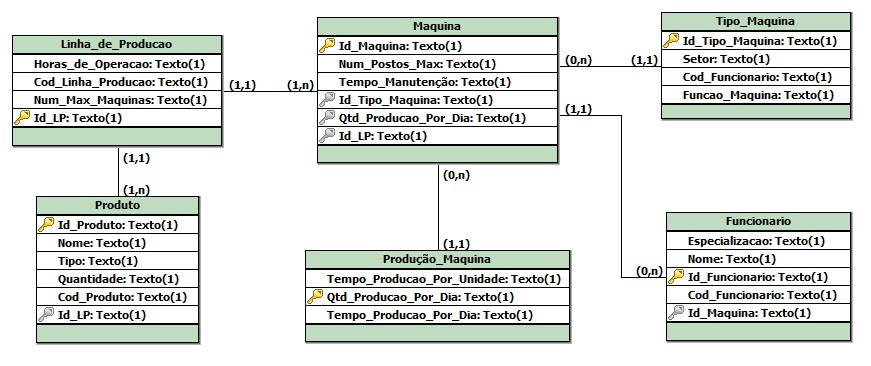 Linha_de_Producao
Horas_de_Operacao: Texto(1)
Cod_Linha_Producao: Texto(1)
Num_Max_Maquinas: Texto(1)
Id_LP: Texto(1)
(1,1)
(1,n)
Maquina
Id_Maquina: Texto(1)
Num_Postos_Max: Texto(1)
Tempo_Manutenção: Texto(1)
Id_Tipo_Maquina: Texto(1)
Qtd_Producao_Por_Dia: Texto(1)
Id_LP: Texto(1)
(0,n)
(1,1)
Tipo_Maquina
Id_Tipo_Maquina: Texto(1)
Setor: Texto(1)
Cod_Funcionario: Texto(1)
Funcao_Maquina: Texto(1)
(1,1)
(0,n)
(1,1)
(1,n)
Produto
Id_Produto: Texto(1)
Nome: Texto(1)
Tipo: Texto(1)
Quantidade: Texto(1)
Cod_Produto: Texto(1)
Id_LP: Texto(1)
(0,n)
(1,1)
Produção_Maquina
Tempo_Producao_Por_Unidade: Texto(1)
Qtd_Producao_Por_Dia: Texto(1)
Tempo_Producao_Por_Dia: Texto(1)
Funcionario
Especializacao: Texto(1)
Nome: Texto(1)
Id_Funcionario: Texto(1)
Cod_Funcionario: Texto(1)
Id_Maquina: Texto(1)